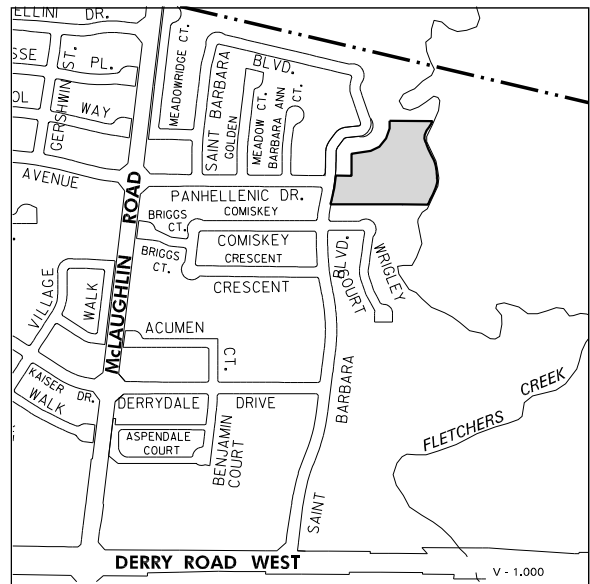 ELLINI DR.
SSE
ST.
PL.
OL
GERSHWIN
WAY
MEADOWRIDGE CT.
SAINT BARBARA
BLVD.
GOLDEN
MEADOW CT.
BARBARA ANN
CT.
AVENUE
ROAD
PANHELLENIC DR.
BRIGGS
CT.
COMISKEY
COMISKEY
CRESCENT
BRIGGS
CT.
CRESCENT
BLVD.
COURT
WRIGLEY
VILLAGE
WALK
McLAUGHLIN
ACUMEN
CT.
KAISER DR.
WALK
DERRYDALE DRIVE
ASPENDALE
COURT
BENJAMIN
COURT
BARBARA
SAINT
FLETCHERS CREEK
DERRY ROAD WEST
V - 1.000